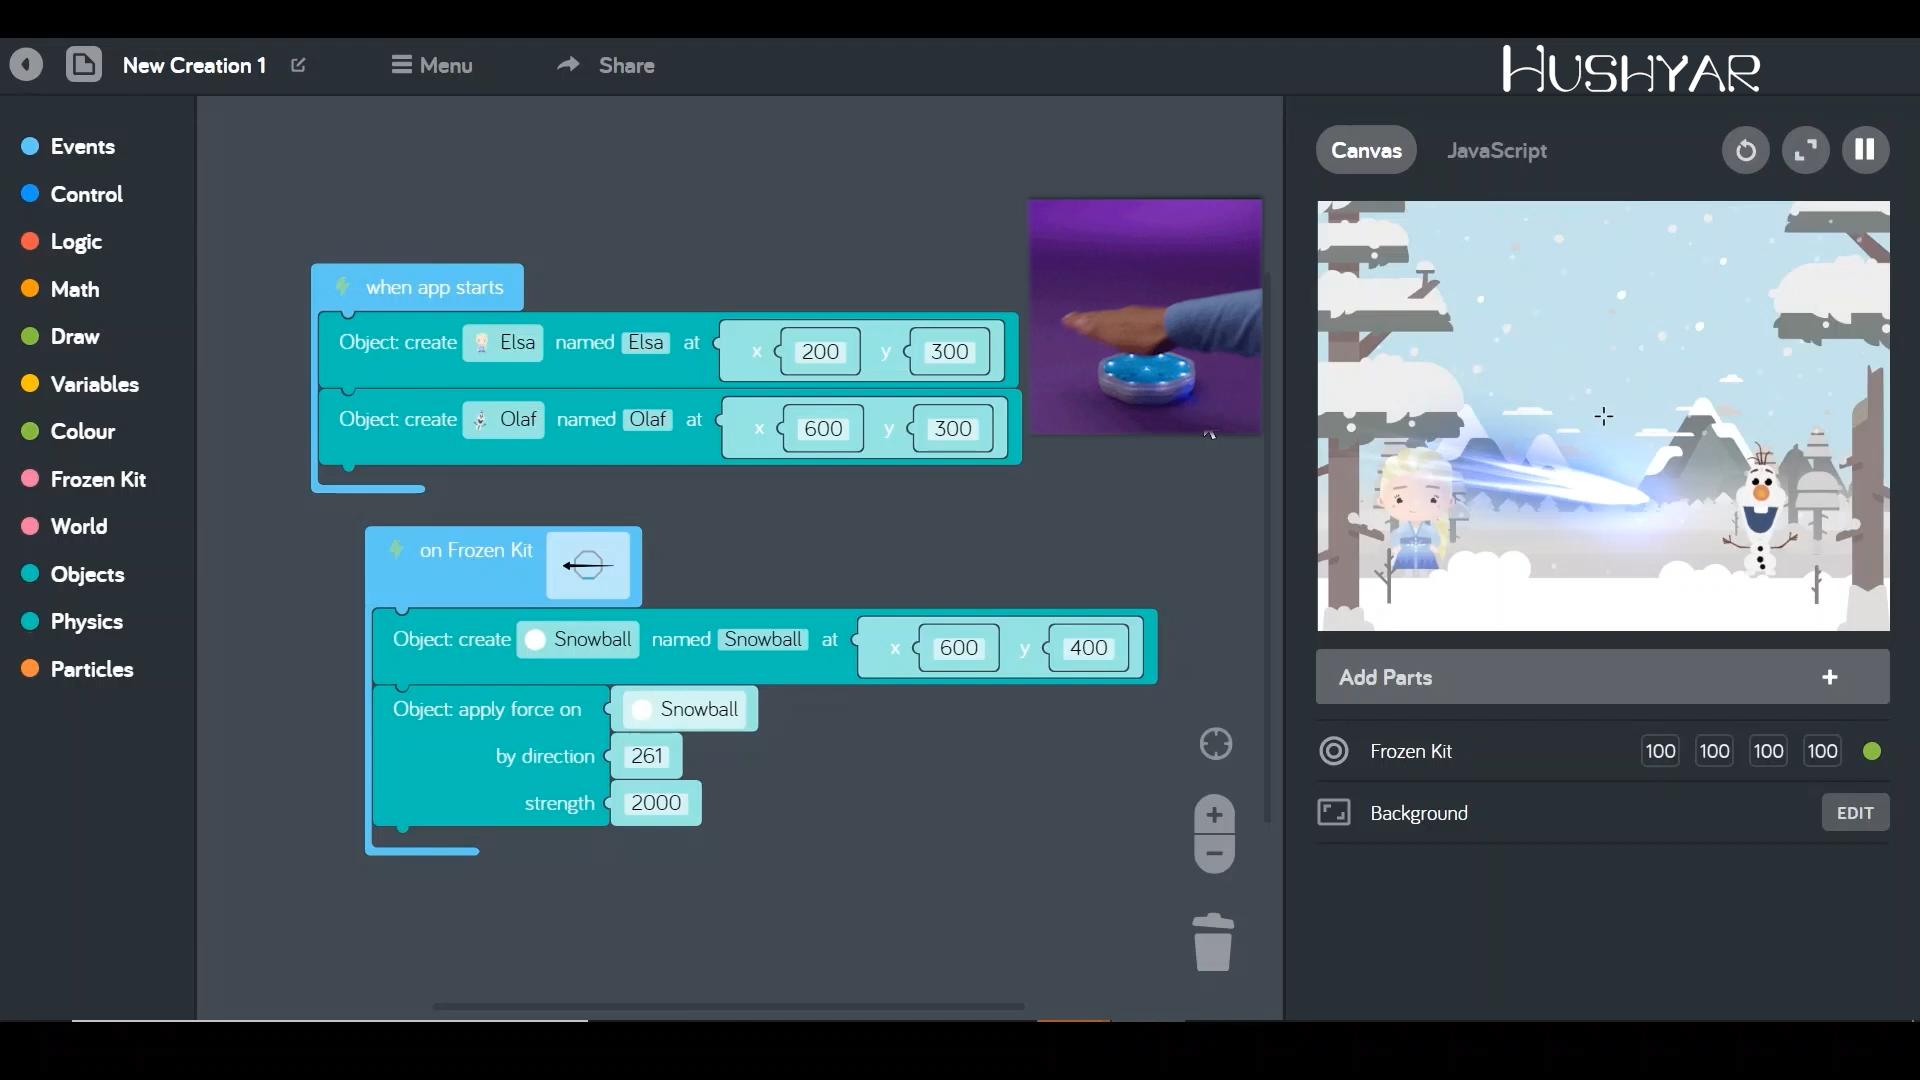 New Creation 1
Menu
Share
HUSHYAR
Events
Control
Logic
Math
Draw
Variables
Colour
Frozen Kit
World
Objects
Physics
Particles
when app starts
Object: create Elsa named Elsa at x 200 y 300
Object: create Olaf named Olaf at x 600 y 300
on Frozen Kit
Object: create Snowball named Snowball at x 600 y 400
Object: apply force on Snowball
by direction 261
strength 2000
Canvas JavaScript
Add Parts +
Frozen Kit 100 100 100 100
Background EDIT